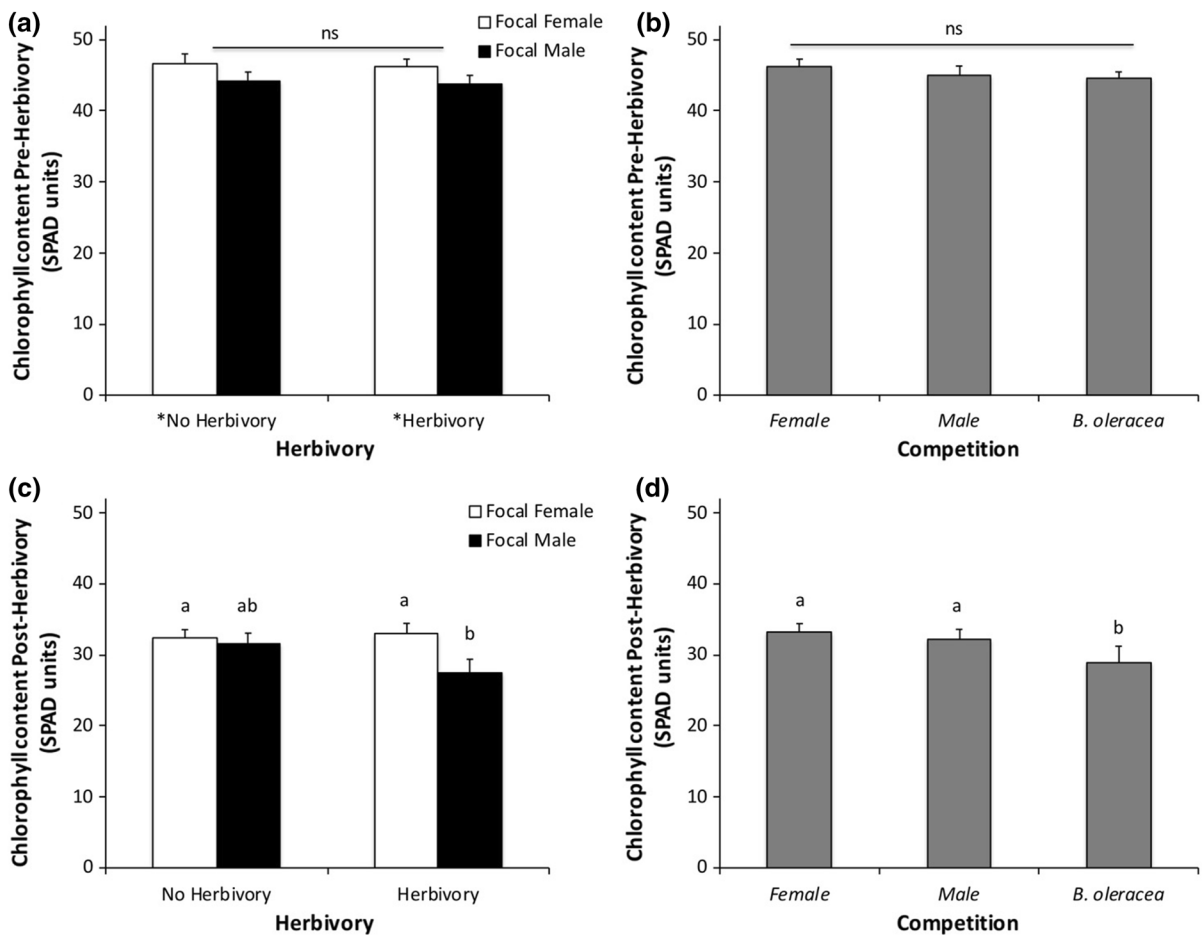 (a)
Chlorophyll content Pre-Herbivory
(SPAD units)
50
40
30
20
10
0
ns
Focal Female
Focal Male
*No Herbivory
*Herbivory
Herbivory
(b)
Chlorophyll content Pre-Herbivory
(SPAD units)
50
40
30
20
10
0
ns
Female
Male
B. oleracea
Competition
(c)
Chlorophyll content Post-Herbivory
(SPAD units)
50
40
30
20
10
0
Focal Female
Focal Male
a
ab
a
b
No Herbivory
Herbivory
Herbivory
(d)
Chlorophyll content Post-Herbivory
(SPAD units)
50
40
30
20
10
0
a
a
b
Female
Male
B. oleracea
Competition